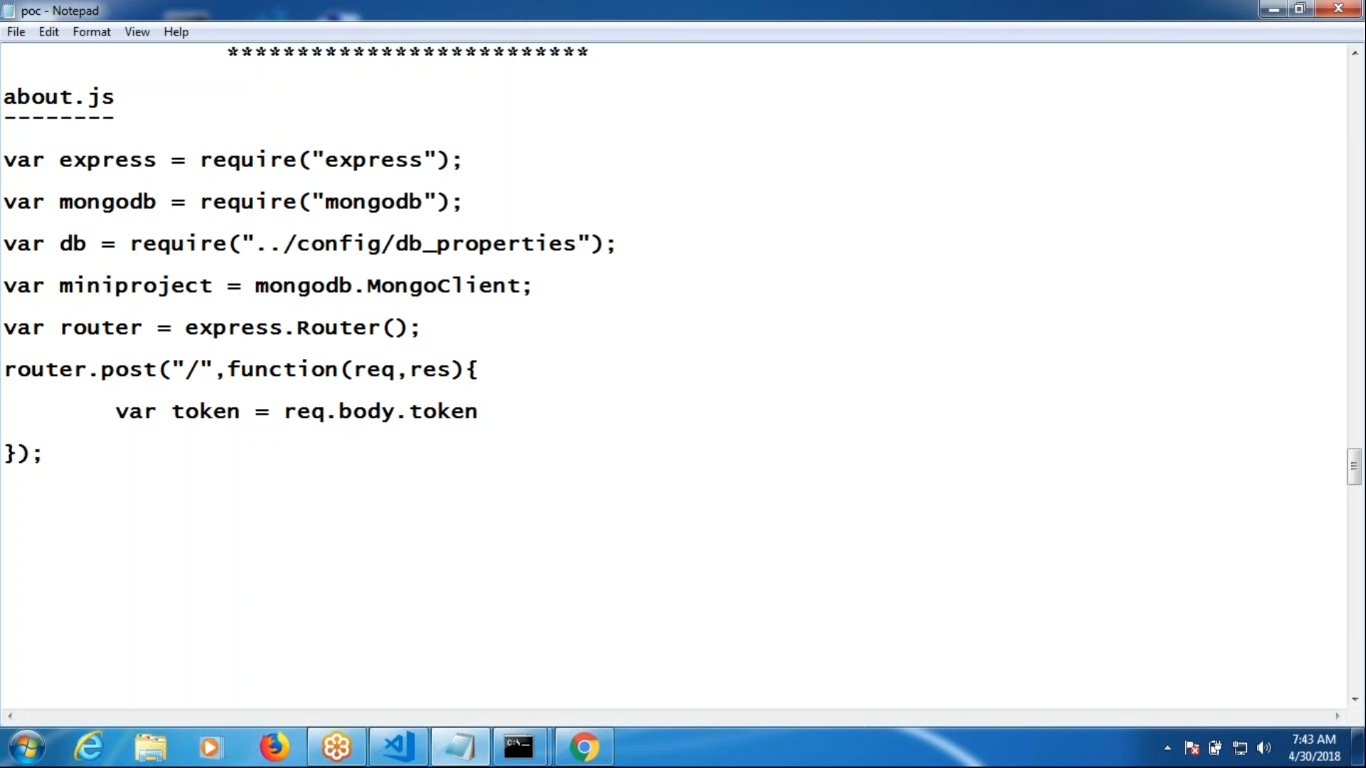 poc - Notepad
File Edit Format View Help
**************************
about.js
--------
var express = require("express");
var mongodb = require("mongodb");
var db = require("../config/db_properties");
var miniproject = mongodb.MongoClient;
var router = express.Router();
router.post("/",function(req,res){
var token = req.body.token
});
7:43 AM
4/30/2018